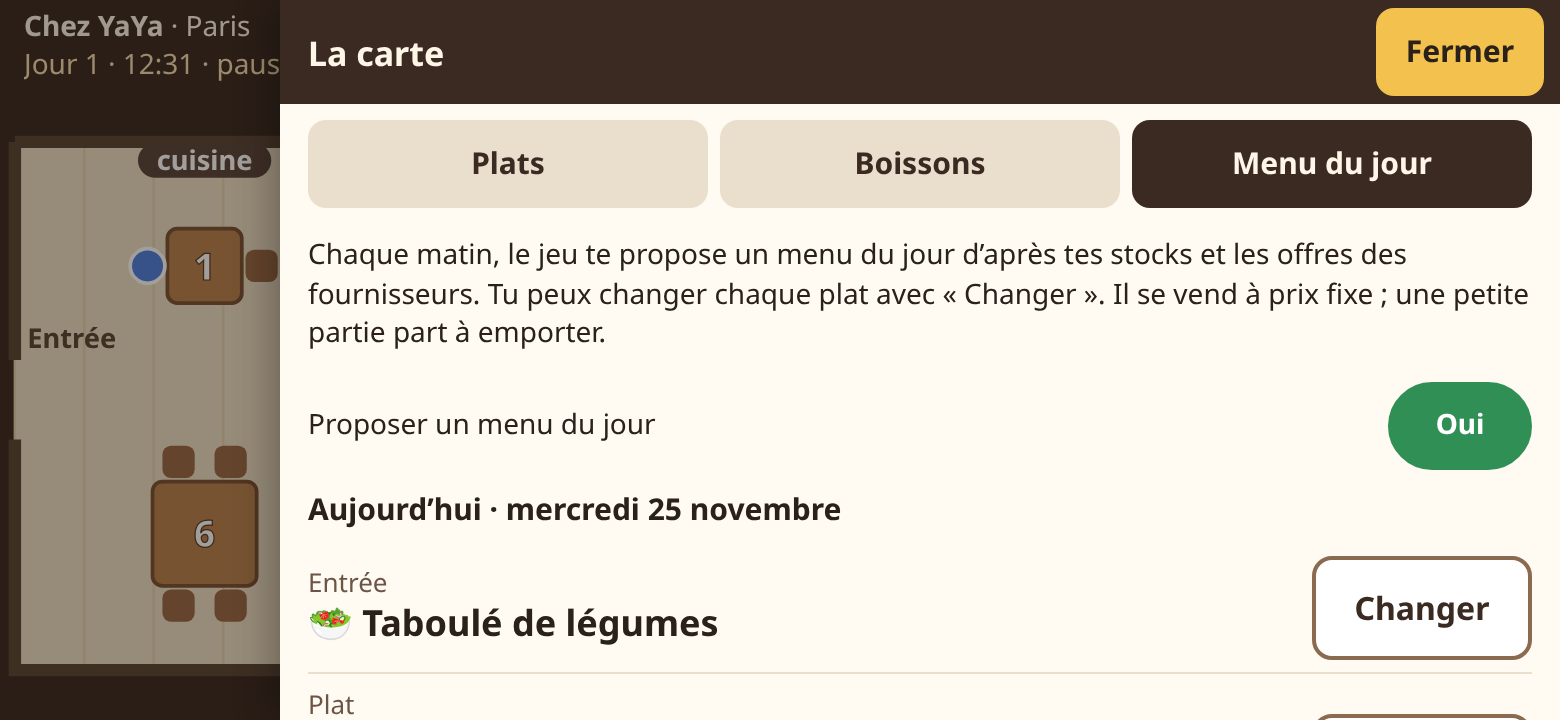 Chez YaYa · Paris
Jour 1 · 12:31 · paus
cuisine
1
Entrée
6
La carte
Fermer
Plats
Boissons
Menu du jour
Chaque matin, le jeu te propose un menu du jour d’après tes stocks et les offres des
fournisseurs. Tu peux changer chaque plat avec « Changer ». Il se vend à prix fixe ; une petite
partie part à emporter.
Proposer un menu du jour
Oui
Aujourd’hui · mercredi 25 novembre
Entrée
🥗 Taboulé de légumes
Changer
Plat